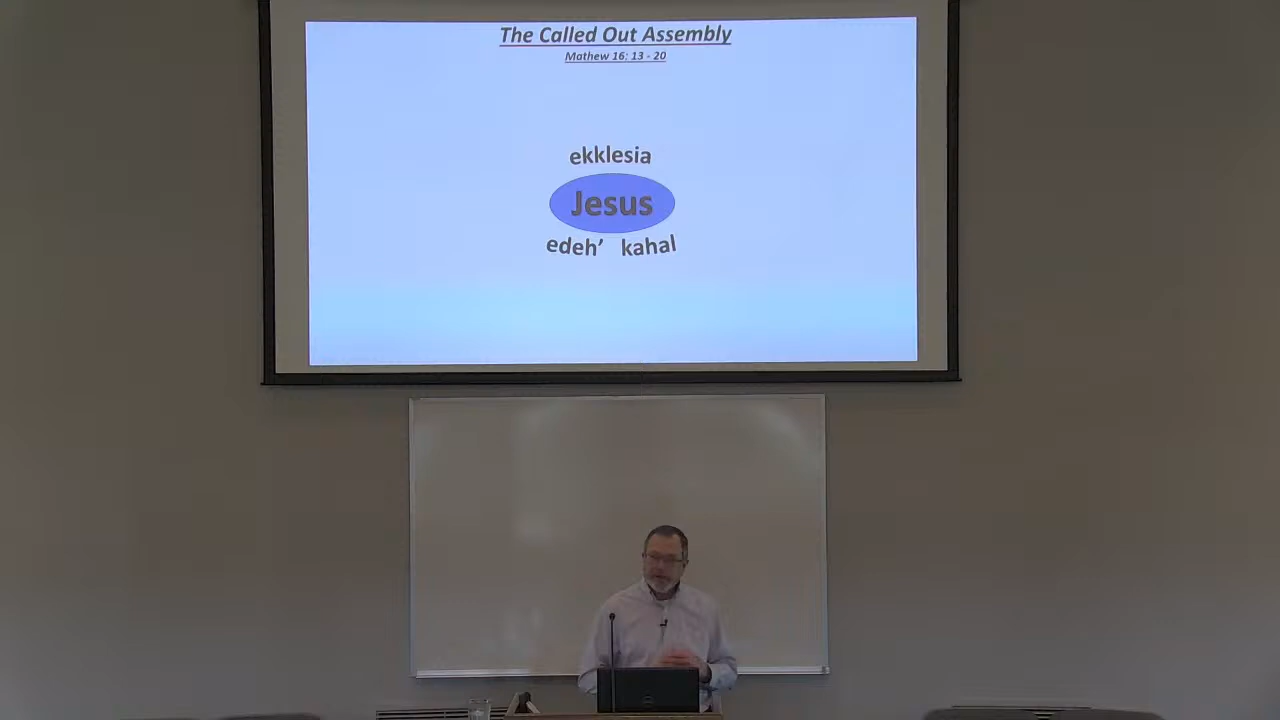 The Called Out Assembly
Mathew 16: 13 - 20
ekklesia
Jesus
edeh’ kahal